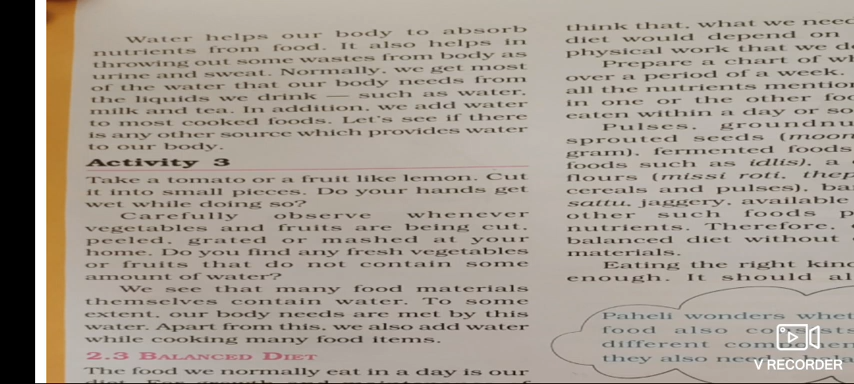 Water helps our body to absorb
nutrients from food. It also helps in
throwing out some wastes from body as
urine and sweat. Normally, we get most
of the water that our body needs from
the liquids we drink — such as water,
milk and tea. In addition, we add water
to most cooked foods. Let's see if there
is any other source which provides water
to our body.
Activity 3
Take a tomato or a fruit like lemon. Cut
it into small pieces. Do your hands get
wet while doing so?
Carefully observe whenever
vegetables and fruits are being cut,
peeled, grated or mashed at your
home. Do you find any fresh vegetables
or fruits that do not contain some
amount of water?
We see that many food materials
themselves contain water. To some
extent, our body needs are met by this
water. Apart from this, we also add water
while cooking many food items.
2.3 BALANCED DIET
The food we normally eat in a day is our
think that, what we need
diet would depend on
physical work that we
Prepare a chart of
over a period of a week.
all the nutrients
in one or the other
eaten within a day or so
Pulses,
sprouted seeds (moong
gram), fermented foods
foods such as idlis), a
flours (missi roti,
cereals and pulses),
sattu, jaggery, available
other such foods
nutrients. Therefore,
balanced diet without
materials.
Eating the right kind
enough. It should
Paheli wonders
food also
different
they also
V RECORDER